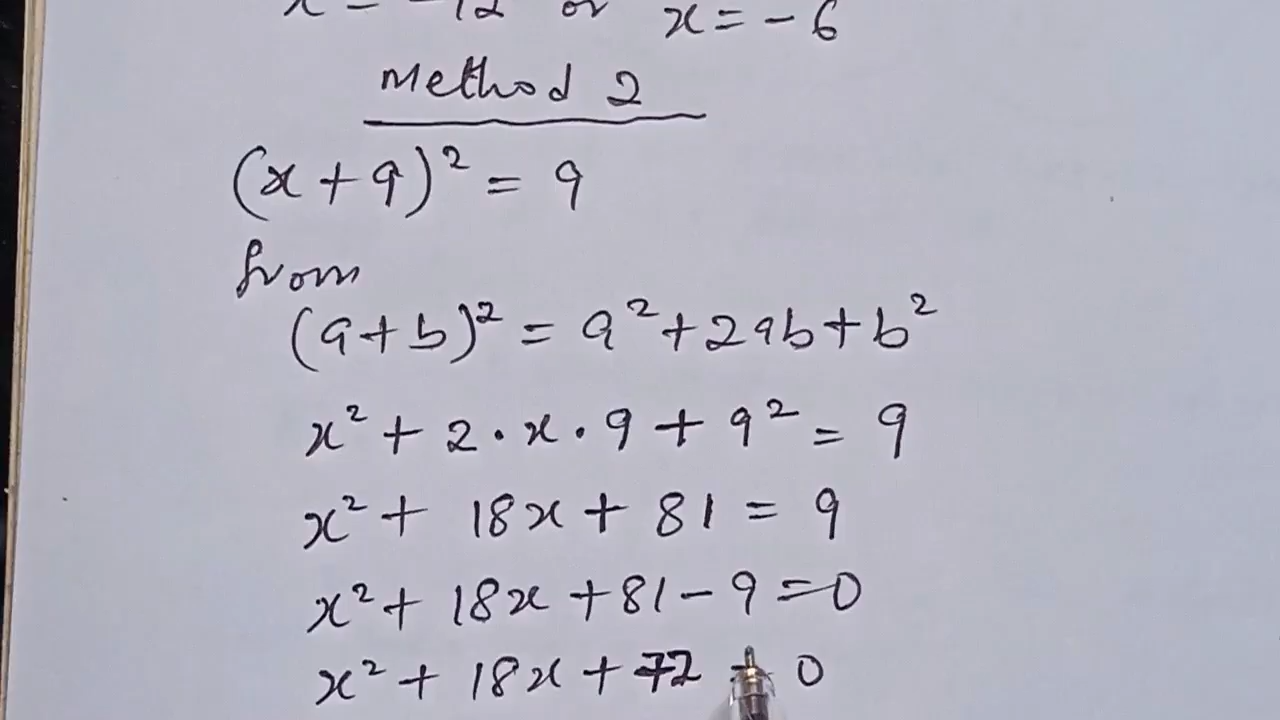 x = -12 or x = -6
Method 2
(x + 9)² = 9
from
(a + b)² = a² + 2ab + b²
x² + 2 · x · 9 + 9² = 9
x² + 18x + 81 = 9
x² + 18x + 81 - 9 = 0
x² + 18x + 72 = 0